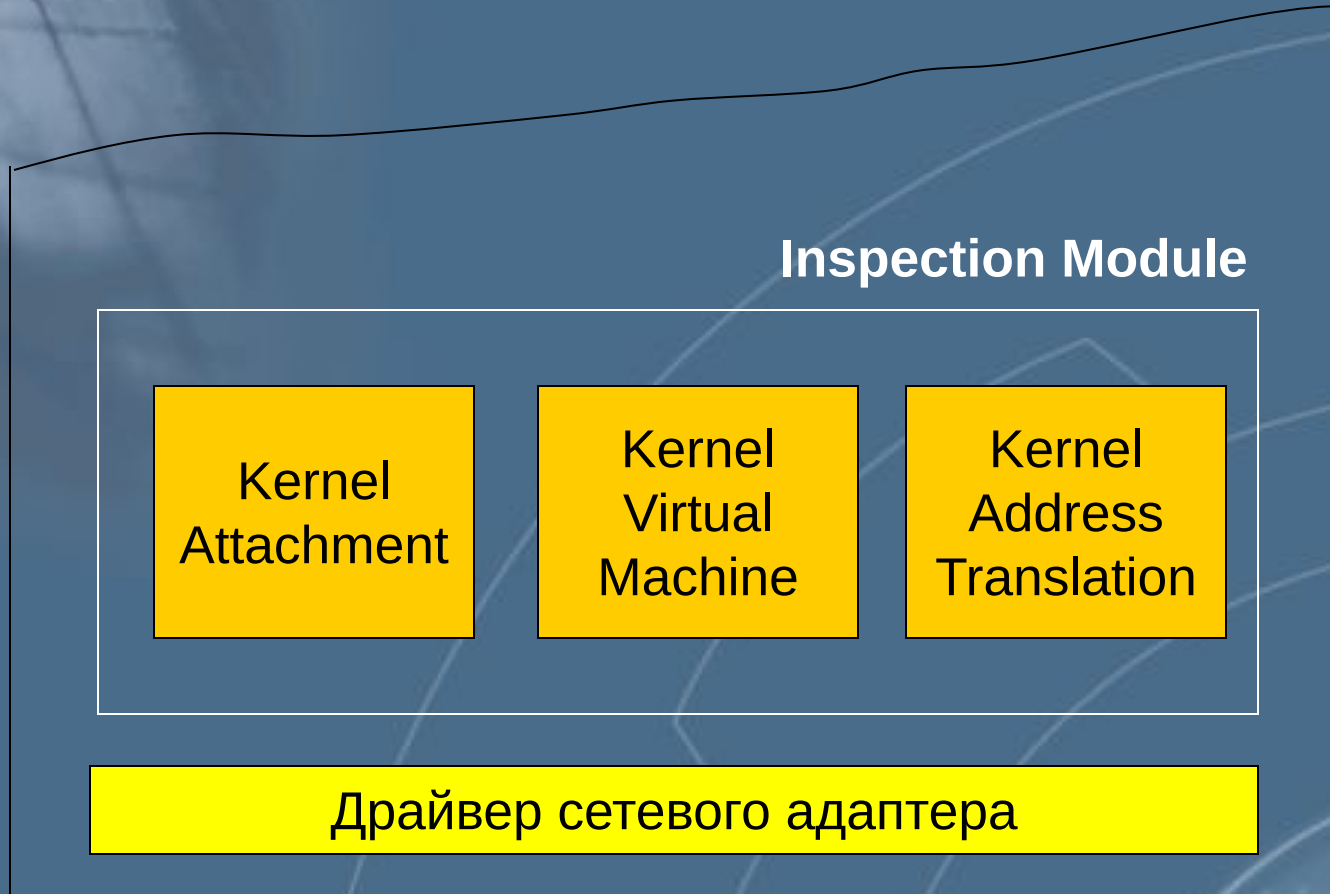 Inspection Module
Kernel
Attachment
Kernel
Virtual
Machine
Kernel
Address
Translation
Драйвер сетевого адаптера